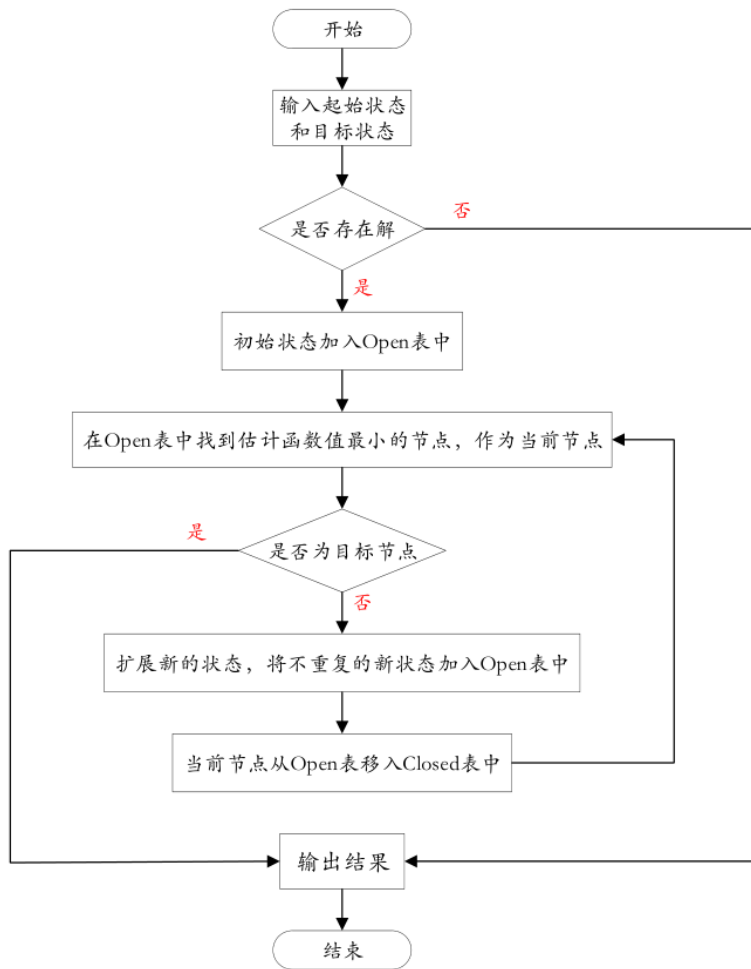 开始
输入起始状态
和目标状态
是否存在解
否
是
初始状态加入Open表中
在Open表中找到估计函数值最小的节点，作为当前节点
是
是否为目标节点
否
扩展新的状态，将不重复的新状态加入Open表中
当前节点从Open表移入Closed表中
输出结果
结束